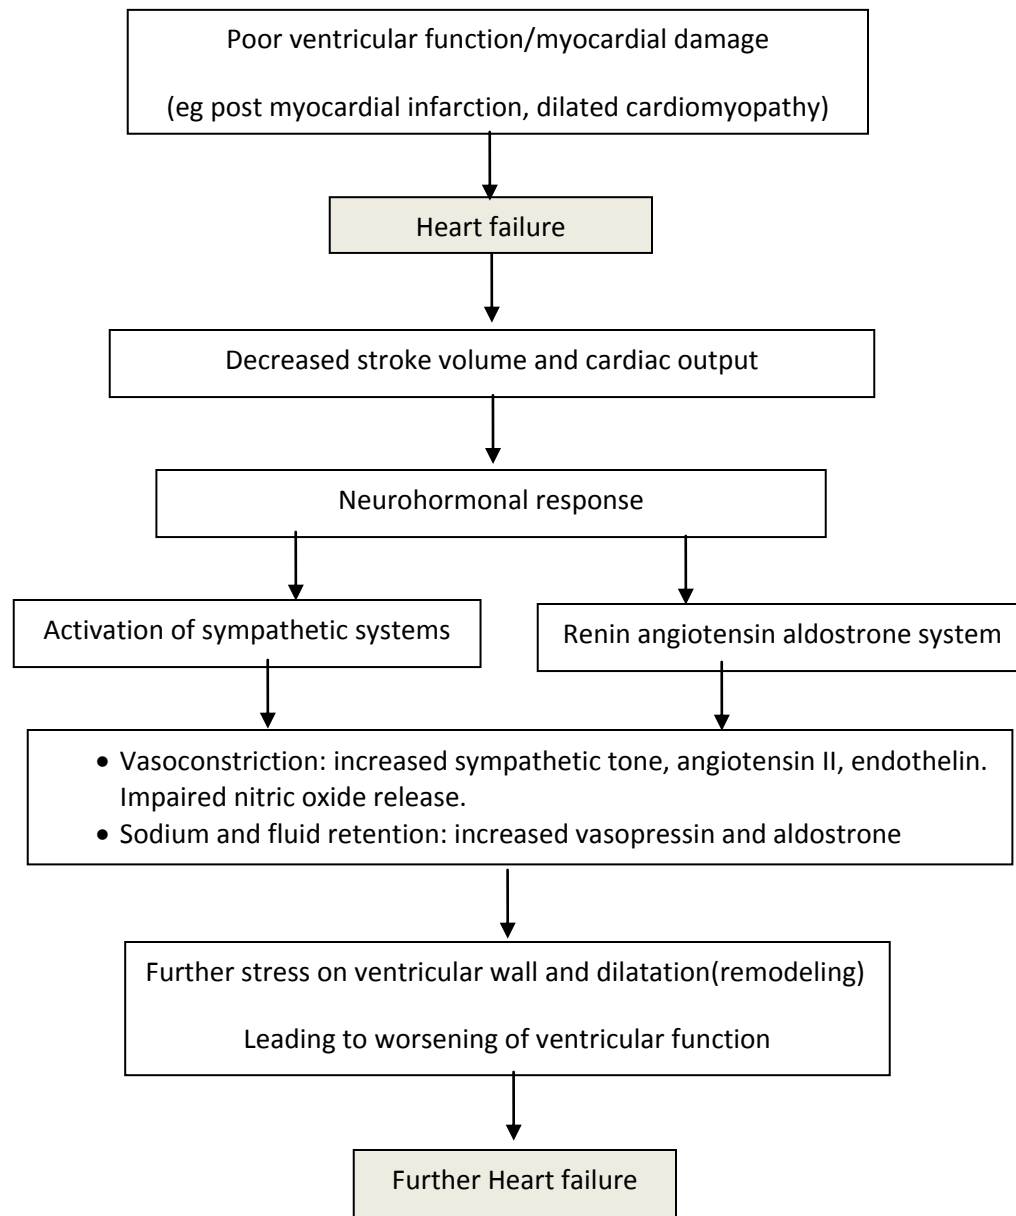 Poor ventricular function/myocardial damage
(eg post myocardial infarction, dilated cardiomyopathy)
Heart failure
Decreased stroke volume and cardiac output
Neurohormonal response
Activation of sympathetic systems
Renin angiotensin aldostrone system
• Vasoconstriction: increased sympathetic tone, angiotensin II, endothelin.
Impaired nitric oxide release.
• Sodium and fluid retention: increased vasopressin and aldostrone
Further stress on ventricular wall and dilatation(remodeling)
Leading to worsening of ventricular function
Further Heart failure